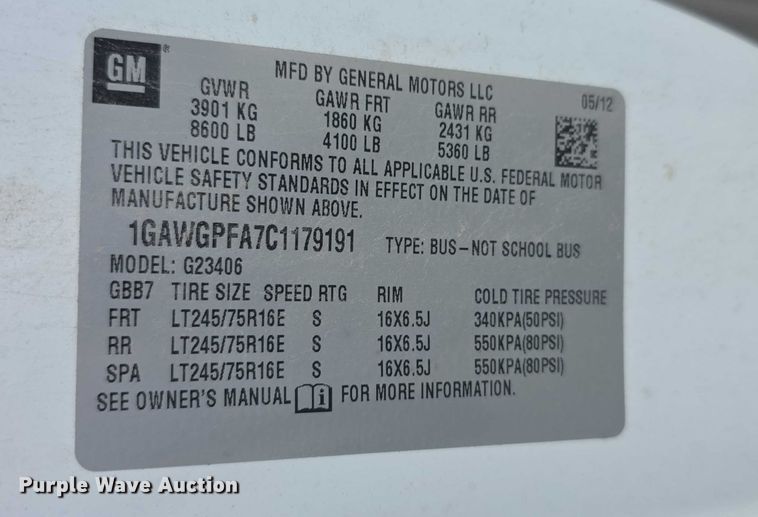 GM®
MFD BY GENERAL MOTORS LLC
05/12
GVWR GAWR FRT GAWR RR
3901 KG 1860 KG 2431 KG
8600 LB 4100 LB 5360 LB
THIS VEHICLE CONFORMS TO ALL APPLICABLE U.S. FEDERAL MOTOR
VEHICLE SAFETY STANDARDS IN EFFECT ON THE DATE OF
MANUFACTURE SHOWN ABOVE.
1GAWGPFA7C1179191 TYPE: BUS–NOT SCHOOL BUS
MODEL: G23406
GBB7 TIRE SIZE SPEED RTG RIM COLD TIRE PRESSURE
FRT LT245/75R16E S 16X6.5J 340KPA(50PSI)
RR LT245/75R16E S 16X6.5J 550KPA(80PSI)
SPA LT245/75R16E S 16X6.5J 550KPA(80PSI)
SEE OWNER'S MANUAL i FOR MORE INFORMATION.
Purple Wave Auction